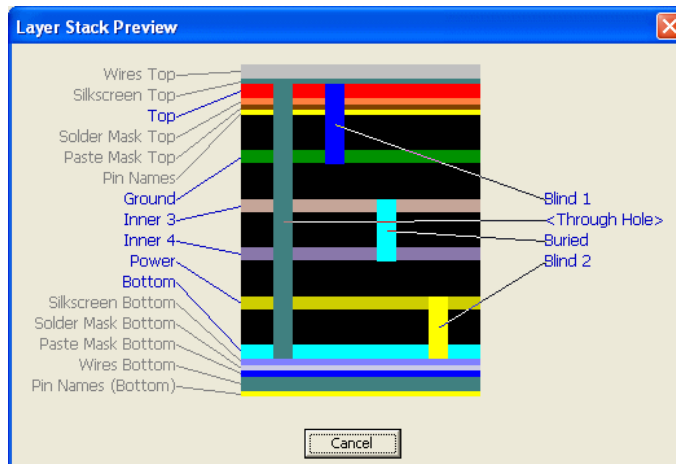 Layer Stack Preview
Wires Top
Silkscreen Top
Top
Solder Mask Top
Paste Mask Top
Pin Names
Ground
Inner 3
Inner 4
Power
Bottom
Silkscreen Bottom
Solder Mask Bottom
Paste Mask Bottom
Wires Bottom
Pin Names (Bottom)
Blind 1
<Through Hole>
Buried
Blind 2
Cancel